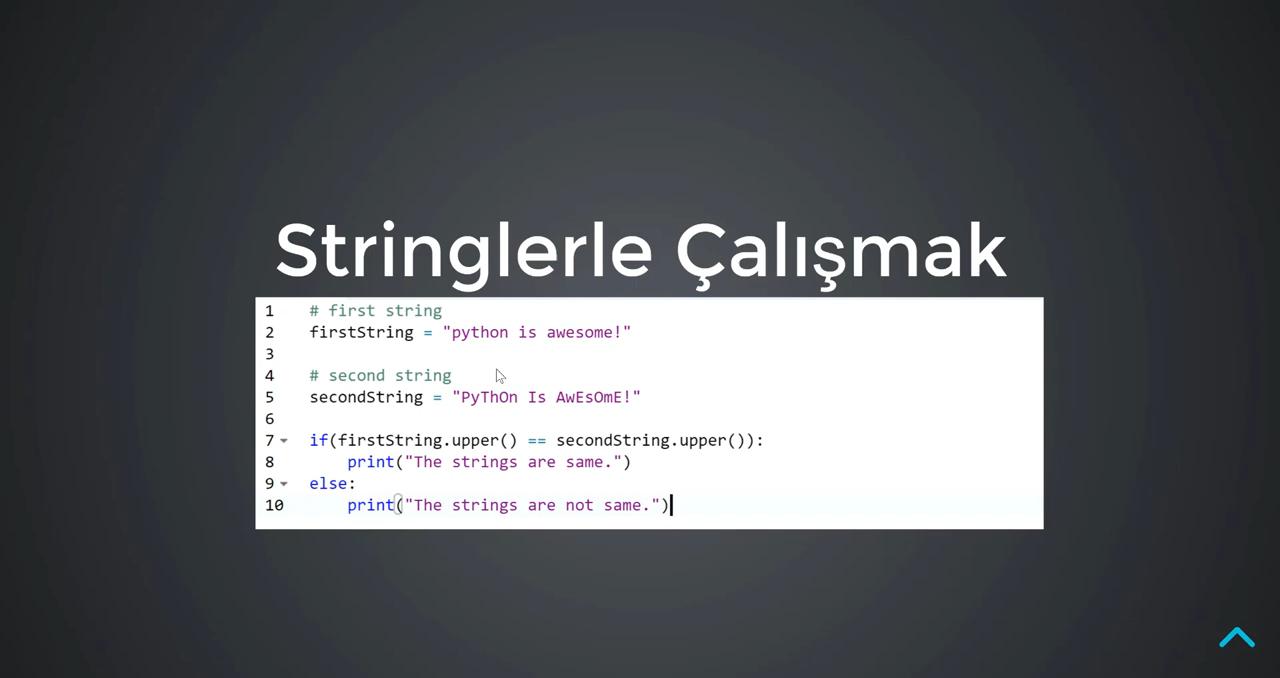 Stringlerle Çalışmak
1 # first string
2 firstString = "python is awesome!"
3
4 # second string
5 secondString = "PyThOn Is AwEsOmE!"
6
7 if(firstString.upper() == secondString.upper()):
8     print("The strings are same.")
9 else:
10     print("The strings are not same.")